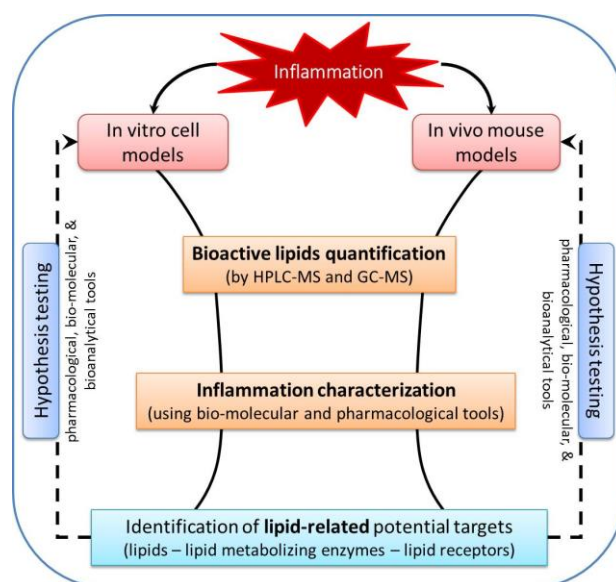 Inflammation
In vitro cell
models
In vivo mouse
models
Bioactive lipids quantification
(by HPLC-MS and GC-MS)
Hypothesis testing
pharmacological, bio-molecular, &
bioanalytical tools
Hypothesis testing
pharmacological, bio-molecular, &
bioanalytical tools
Inflammation characterization
(using bio-molecular and pharmacological tools)
Identification of lipid-related potential targets
(lipids – lipid metabolizing enzymes – lipid receptors)